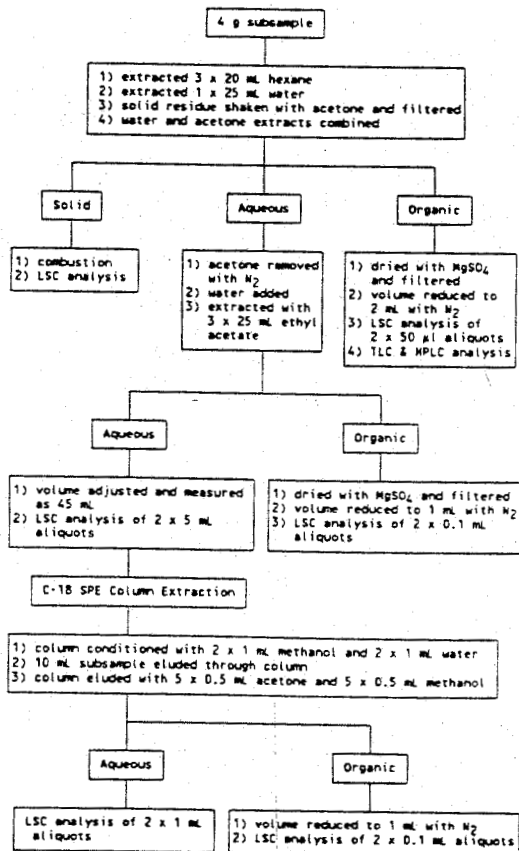 4 g subsample
1) extracted 3 x 20 mL hexane
2) extracted 1 x 25 mL water
3) solid residue shaken with acetone and filtered
4) water and acetone extracts combined
Solid
Aqueous
Organic
1) combustion
2) LSC analysis
1) acetone removed
with N2
2) water added
3) extracted with
3 x 25 mL ethyl
acetate
1) dried with MgSO4
and filtered
2) volume reduced to
2 mL with N2
3) LSC analysis of
2 x 50 µl aliquots
4) TLC & HPLC analysis
Aqueous
Organic
1) volume adjusted and measured
as 45 mL
2) LSC analysis of 2 x 5 mL
aliquots
1) dried with MgSO4 and filtered
2) volume reduced to 1 mL with N2
3) LSC analysis of 2 x 0.1 mL
aliquots
C-18 SPE Column Extraction
1) column conditioned with 2 x 1 mL methanol and 2 x 1 mL water
2) 10 mL subsample eluded through column
3) column eluded with 5 x 0.5 mL acetone and 5 x 0.5 mL methanol
Aqueous
Organic
LSC analysis of 2 x 1 mL
aliquots
1) volume reduced to 1 mL with N2
2) LSC analysis of 2 x 0.1 mL aliquots